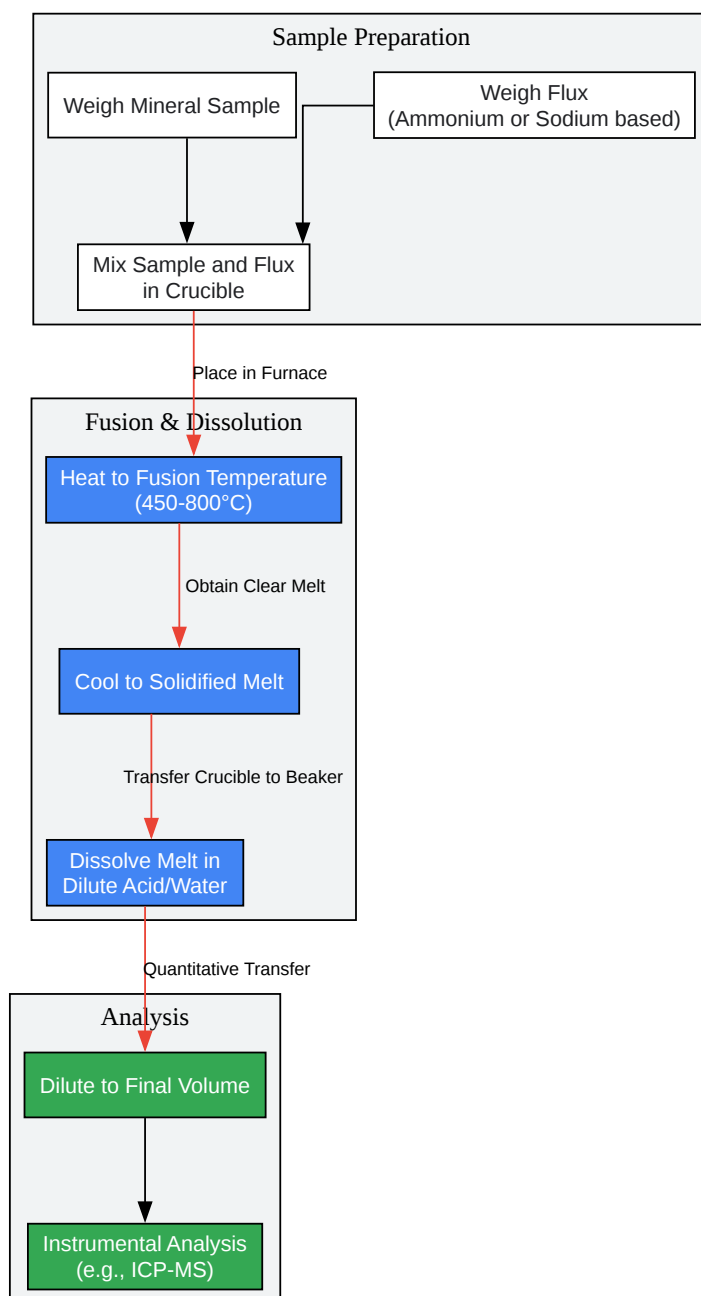 Sample Preparation
Weigh Mineral Sample
Weigh Flux
(Ammonium or Sodium based)
Mix Sample and Flux
in Crucible
Place in Furnace
Fusion & Dissolution
Heat to Fusion Temperature
(450-800°C)
Obtain Clear Melt
Cool to Solidified Melt
Transfer Crucible to Beaker
Dissolve Melt in
Dilute Acid/Water
Quantitative Transfer
Analysis
Dilute to Final Volume
Instrumental Analysis
(e.g., ICP-MS)